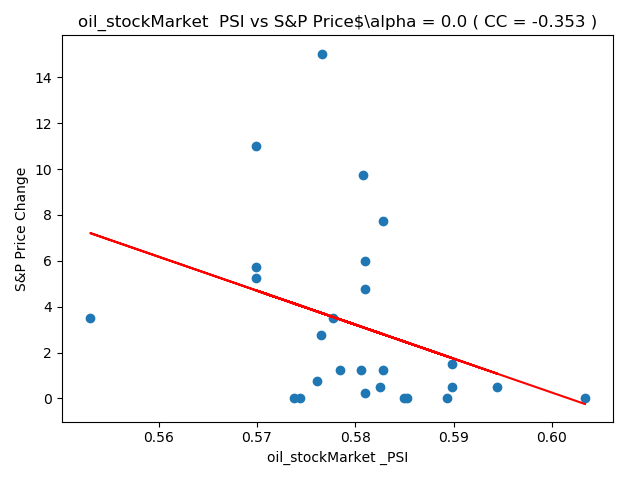 oil_stockMarket  PSI vs S&P Price$\alpha = 0.0 ( CC = -0.353 )
14
12
10
8
6
4
2
0
S&P Price Change
0.56 0.57 0.58 0.59 0.60
oil_stockMarket _PSI